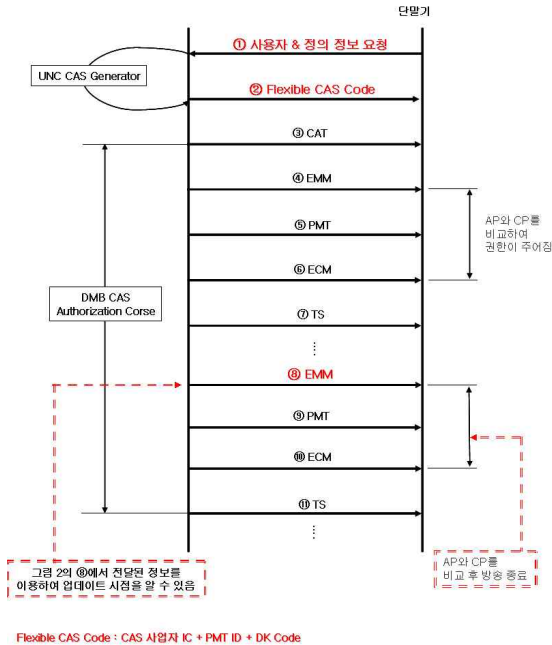 단말기
① 사용자 & 정의 정보 요청
UNC CAS Generator
② Flexible CAS Code
③ CAT
④ EMM
AP와 CP를
비교하여
권한이 주어짐
⑤ PMT
⑥ ECM
DMB CAS
Authorization Corse
⑦ TS
⋮
⑧ EMM
⑨ PMT
⑩ ECM
⑪ TS
⋮
그림 2의 ⑧에서 전달된 정보를
이용하여 업데이트 시점을 알 수 있음
AP와 CP를
비교 후 방송 종료
Flexible CAS Code : CAS 사업자 IC + PMT ID + DK Code